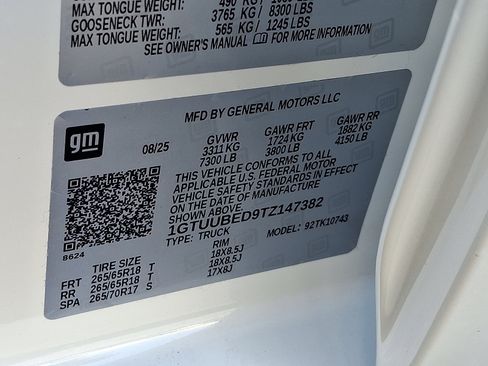 MAX TONGUE WEIGHT: 490 KG /
GOOSENECK TWR: 3765 KG / 8300 LBS
MAX TONGUE WEIGHT: 565 KG / 1245 LBS
SEE OWNER'S MANUAL FOR MORE INFORMATION
gm
MFD BY GENERAL MOTORS LLC
08/25 GVWR GAWR FRT GAWR RR
3311 KG 1724 KG 1882 KG
7300 LB 3800 LB 4150 LB
THIS VEHICLE CONFORMS TO ALL
APPLICABLE U.S. FEDERAL MOTOR
VEHICLE SAFETY STANDARDS IN EFFECT
ON THE DATE OF MANUFACTURE
SHOWN ABOVE.
1GTUUBED9TZ147382
TYPE: TRUCK MODEL: 92TK10743
8624
TIRE SIZE RIM
FRT 265/65R18 T 18X8.5J
RR 265/65R18 T 18X8.5J
SPA 265/70R17 S 17X8J